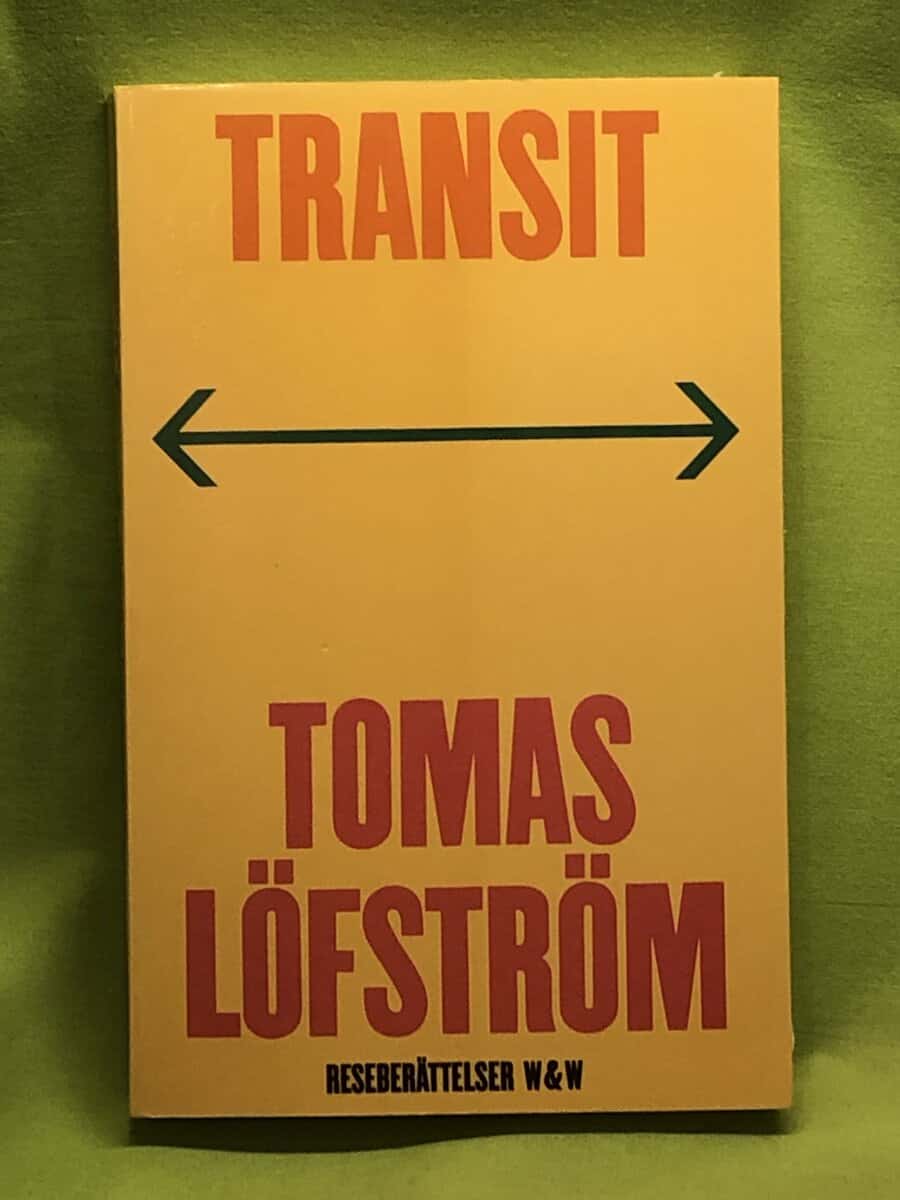 TRANSIT
TOMAS
LÖFSTRÖM
RESEBERÄTTELSER W&W